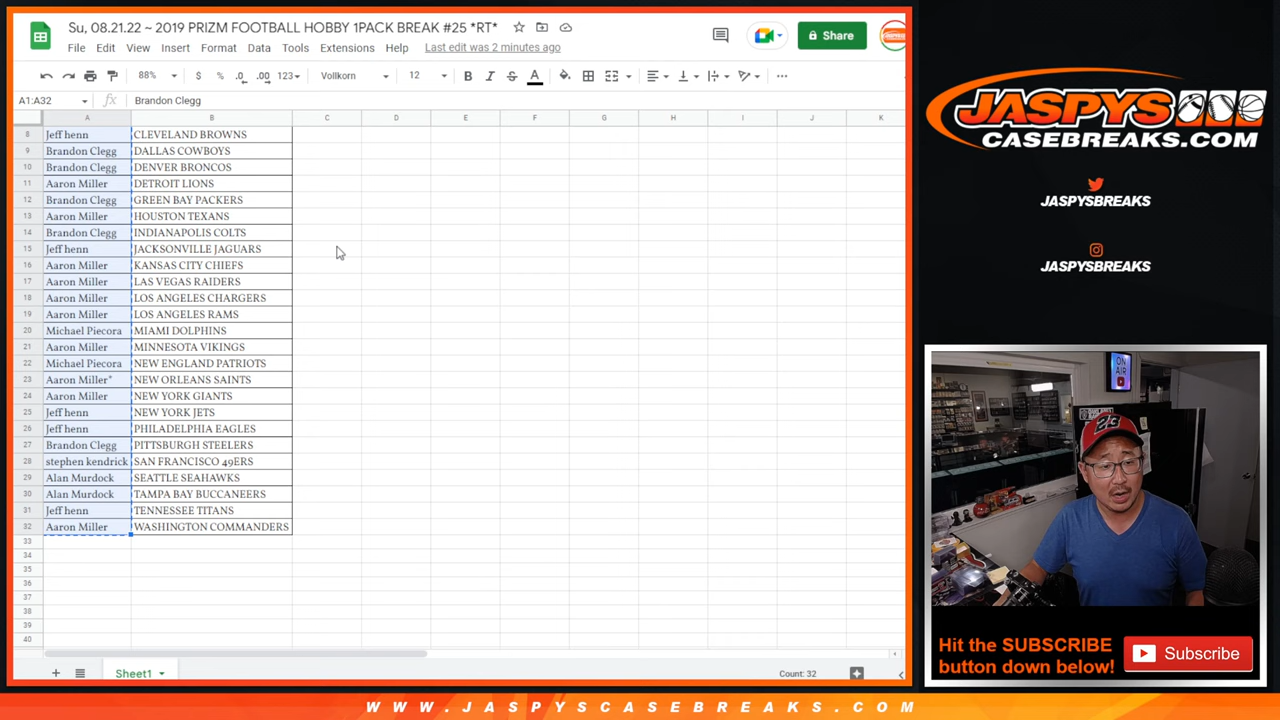 Su, 08.21.22 ~ 2019 PRIZM FOOTBALL HOBBY 1PACK BREAK #25 *RT*
File Edit View Insert Format Data Tools Extensions Help Last edit was 2 minutes ago
Share
88% $ % .0 .00 123 Vollkorn 12 B I S A
A1:A32 fx Brandon Clegg
A B C D E F G H I J K
8 Jeff henn CLEVELAND BROWNS
9 Brandon Clegg DALLAS COWBOYS
10 Brandon Clegg DENVER BRONCOS
11 Aaron Miller DETROIT LIONS
12 Brandon Clegg GREEN BAY PACKERS
13 Aaron Miller HOUSTON TEXANS
14 Brandon Clegg INDIANAPOLIS COLTS
15 Jeff henn JACKSONVILLE JAGUARS
16 Aaron Miller KANSAS CITY CHIEFS
17 Aaron Miller LAS VEGAS RAIDERS
18 Aaron Miller LOS ANGELES CHARGERS
19 Aaron Miller LOS ANGELES RAMS
20 Michael Piecora MIAMI DOLPHINS
21 Aaron Miller MINNESOTA VIKINGS
22 Michael Piecora NEW ENGLAND PATRIOTS
23 Aaron Miller* NEW ORLEANS SAINTS
24 Aaron Miller NEW YORK GIANTS
25 Jeff henn NEW YORK JETS
26 Jeff henn PHILADELPHIA EAGLES
27 Brandon Clegg PITTSBURGH STEELERS
28 stephen kendrick SAN FRANCISCO 49ERS
29 Alan Murdock SEATTLE SEAHAWKS
30 Alan Murdock TAMPA BAY BUCCANEERS
31 Jeff henn TENNESSEE TITANS
32 Aaron Miller WASHINGTON COMMANDERS
33
34
35
36
37
38
39
40
Sheet1 Count: 32
JASPYS
CASEBREAKS.COM
JASPYSBREAKS
JASPYSBREAKS
ON AIR
Hit the SUBSCRIBE
button down below!
Subscribe
WWW.JASPYSCASEBREAKS.COM